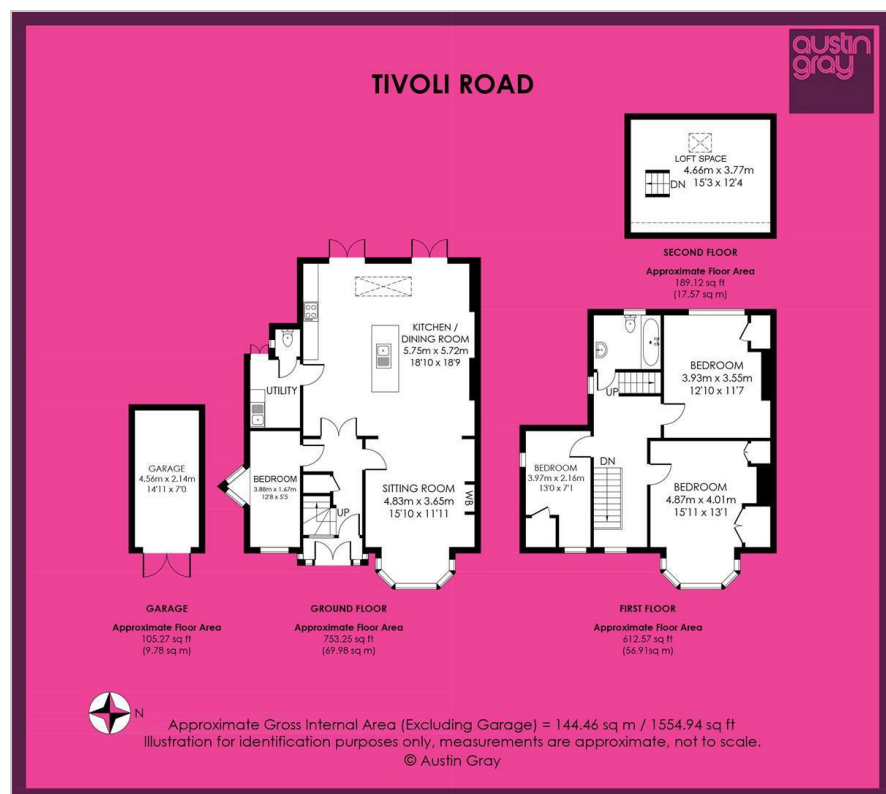 austin
gray
TIVOLI ROAD
LOFT SPACE
4.66m x 3.77m
15'3 x 12'4
DN
SECOND FLOOR
Approximate Floor Area
189.12 sq ft
(17.57 sq m)
KITCHEN /
DINING ROOM
5.75m x 5.72m
18'10 x 18'9
UTILITY
BEDROOM
3.88m x 1.67m
12'8 x 5'5
SITTING ROOM
4.83m x 3.65m
15'10 x 11'11
WB
UP
GARAGE
4.56m x 2.14m
14'11 x 7'0
UP
BEDROOM
3.93m x 3.55m
12'10 x 11'7
BEDROOM
3.97m x 2.16m
13'0 x 7'1
DN
BEDROOM
4.87m x 4.01m
15'11 x 13'1
GARAGE
Approximate Floor Area
105.27 sq ft
(9.78 sq m)
GROUND FLOOR
Approximate Floor Area
753.25 sq ft
(69.98 sq m)
FIRST FLOOR
Approximate Floor Area
612.57 sq ft
(56.91sq m)
N
Approximate Gross Internal Area (Excluding Garage) = 144.46 sq m / 1554.94 sq ft
Illustration for identification purposes only, measurements are approximate, not to scale.
© Austin Gray